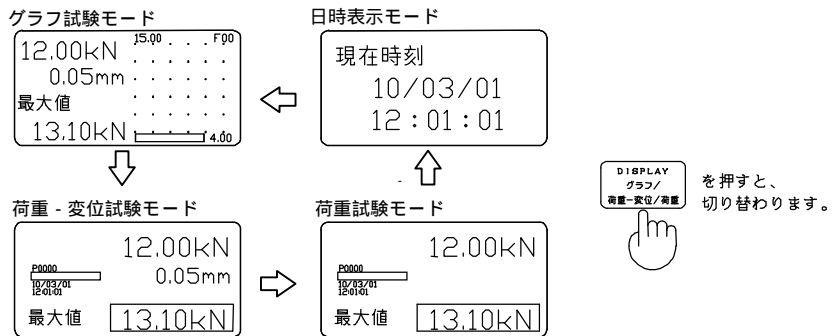 グラフ試験モード
12.00kN
0.05mm
最大値
13.10kN
15.00
F00
4.00
日時表示モード
現在時刻
10/03/01
12:01:01
荷重 - 変位試験モード
12.00kN
P0000
0.05mm
10/03/01
12:01:01
最大値
13.10kN
荷重試験モード
12.00kN
P0000
10/03/01
12:01:01
最大値
13.10kN
DISPLAY
グラフ/
荷重-変位/荷重
を押すと、
切り替わります。